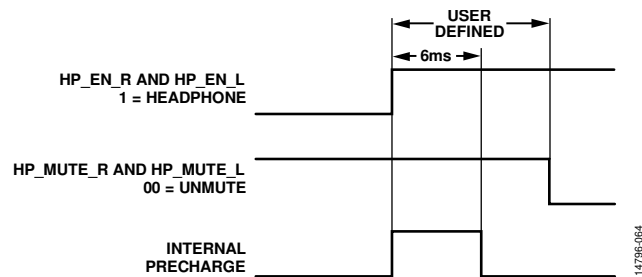 USER
DEFINED
6ms
HP_EN_R AND HP_EN_L
1 = HEADPHONE
HP_MUTE_R AND HP_MUTE_L
00 = UNMUTE
INTERNAL
PRECHARGE
14796-064